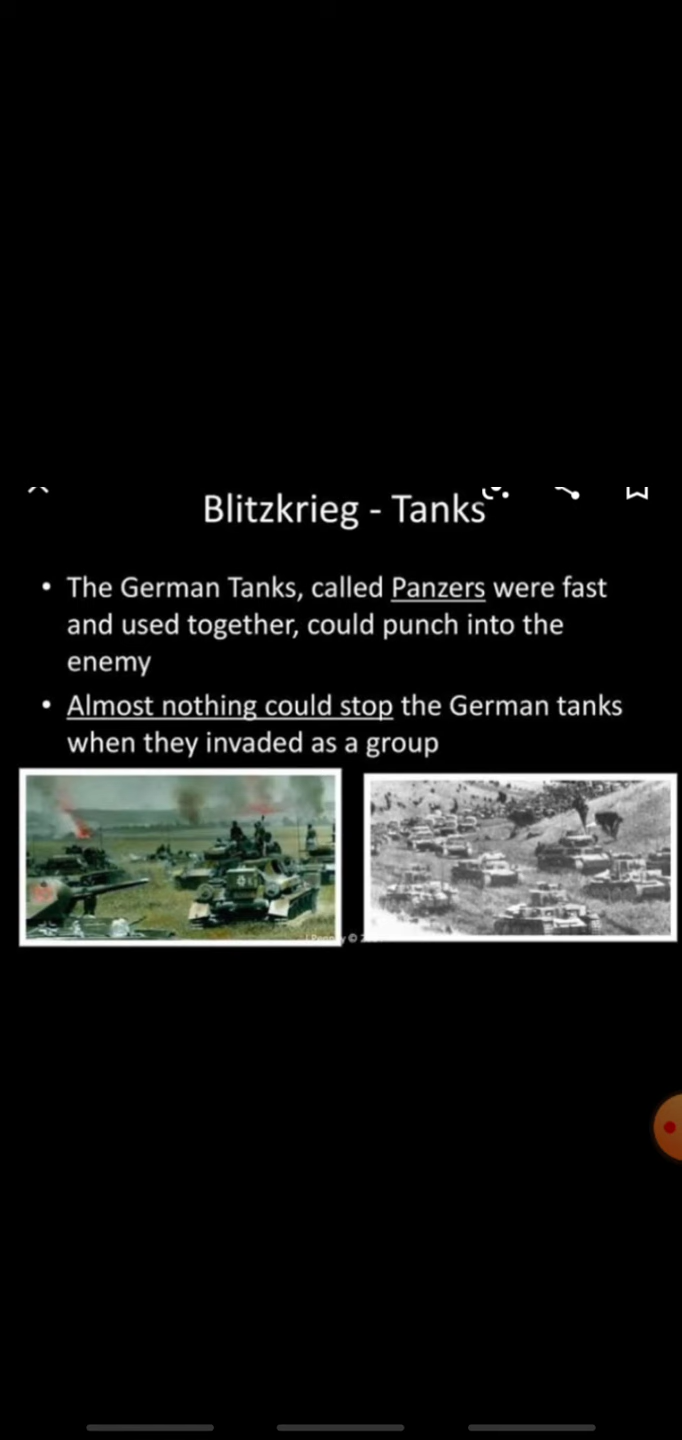 Blitzkrieg - Tanks
• The German Tanks, called Panzers were fast
and used together, could punch into the
enemy
• Almost nothing could stop the German tanks
when they invaded as a group